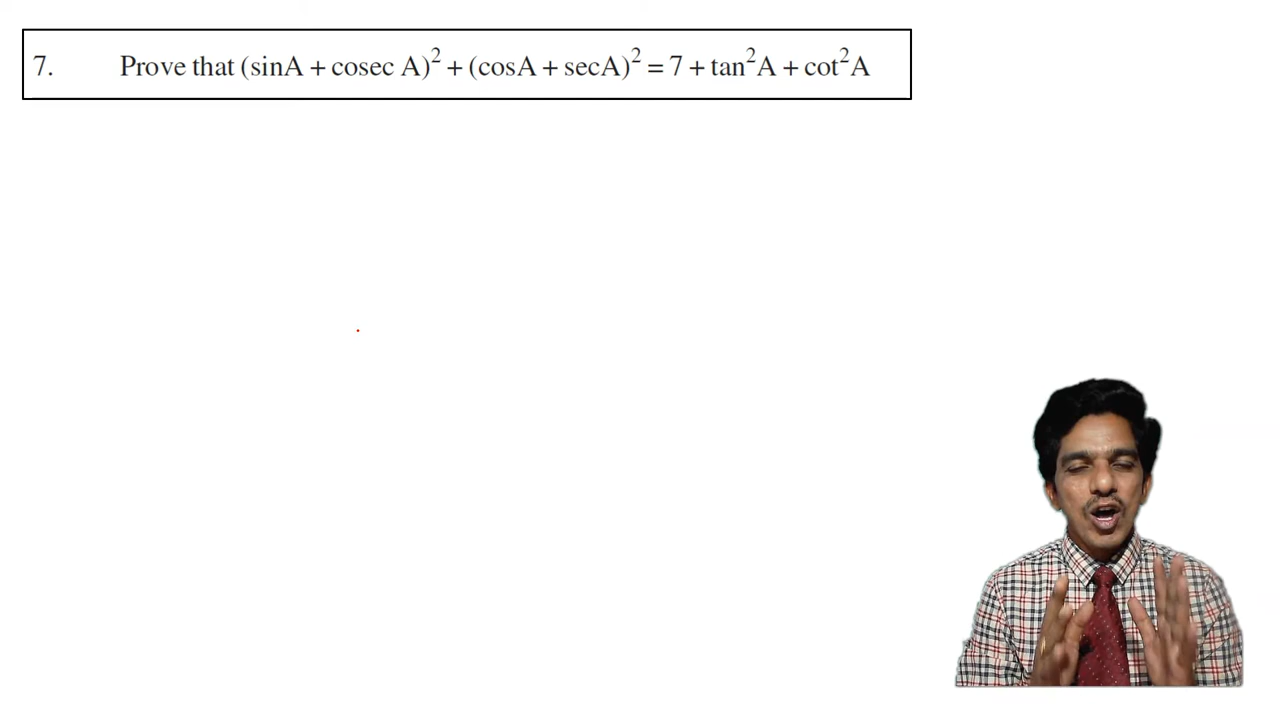 7. Prove that (sinA + cosec A)² + (cosA + secA)² = 7 + tan²A + cot²A